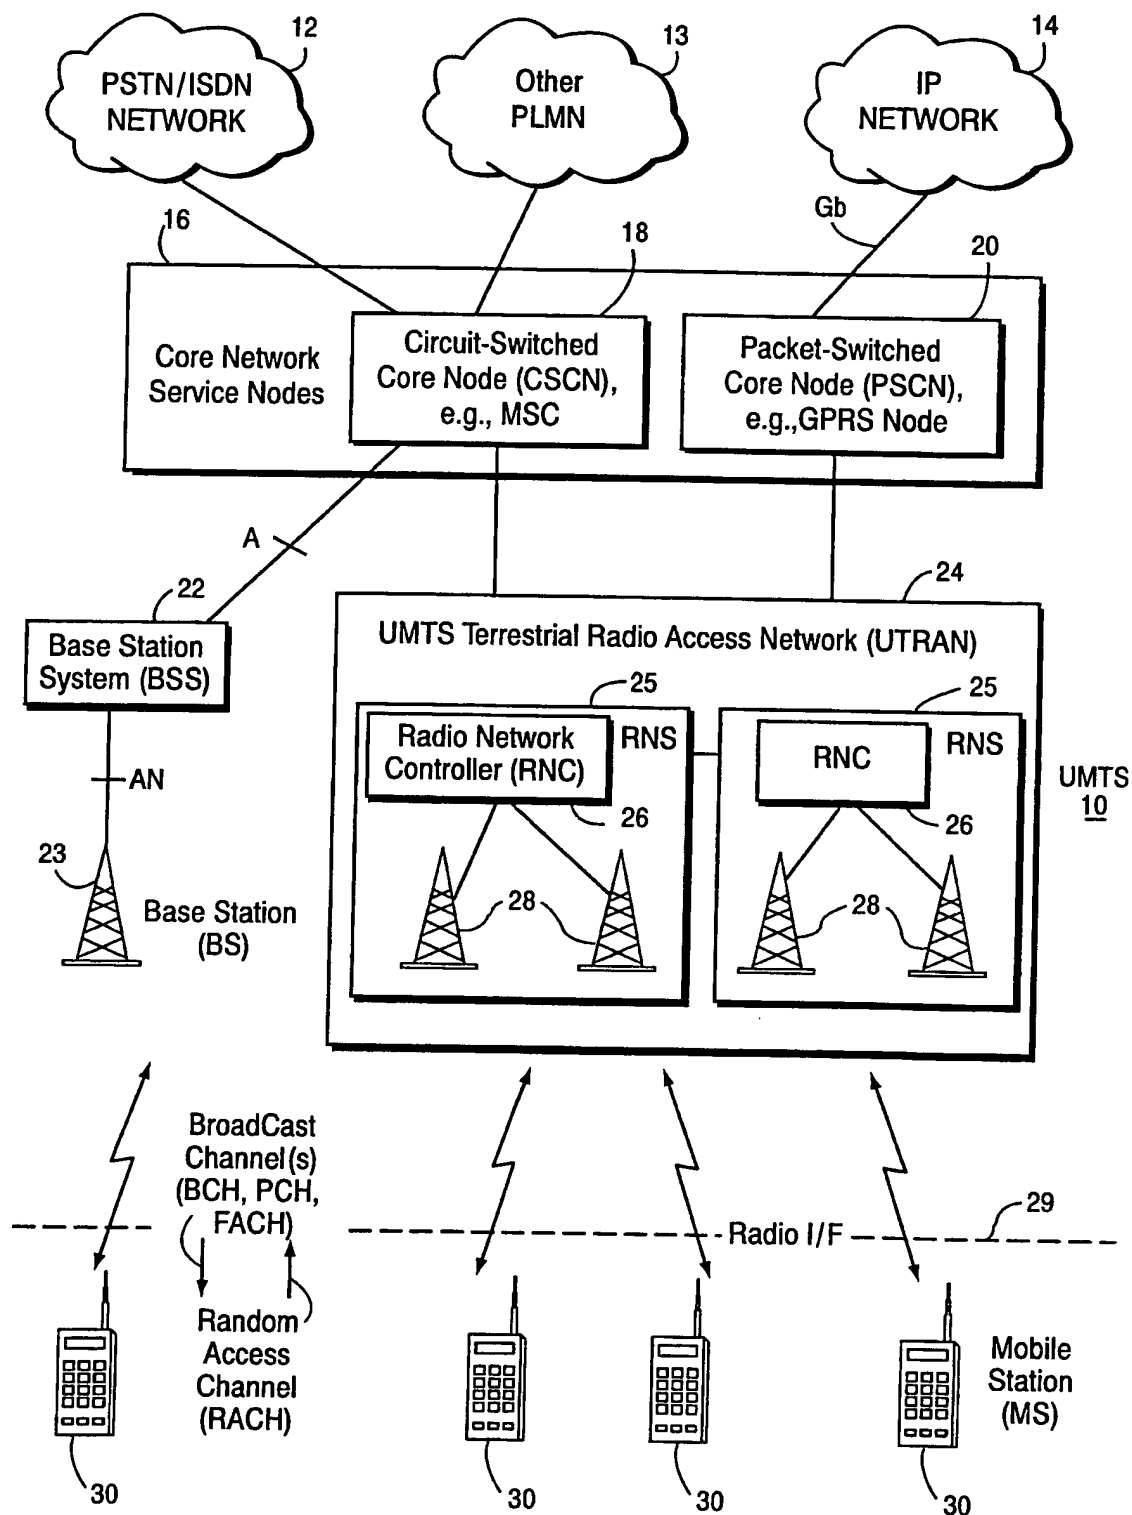 12
13
14
PSTN/ISDN
NETWORK
Other
PLMN
IP
NETWORK
Gb
16
18
20
Core Network
Service Nodes
Circuit-Switched
Core Node (CSCN),
e.g., MSC
Packet-Switched
Core Node (PSCN),
e.g.,GPRS Node
A
22
24
Base Station
System (BSS)
UMTS Terrestrial Radio Access Network (UTRAN)
25
25
Radio Network
Controller (RNC)
RNS
RNC
RNS
AN
UMTS
10
26
26
23
Base Station
(BS)
28
28
BroadCast
Channel(s)
(BCH, PCH,
FACH)
29
Radio I/F
Random
Access
Channel
(RACH)
Mobile
Station
(MS)
30
30
30
30